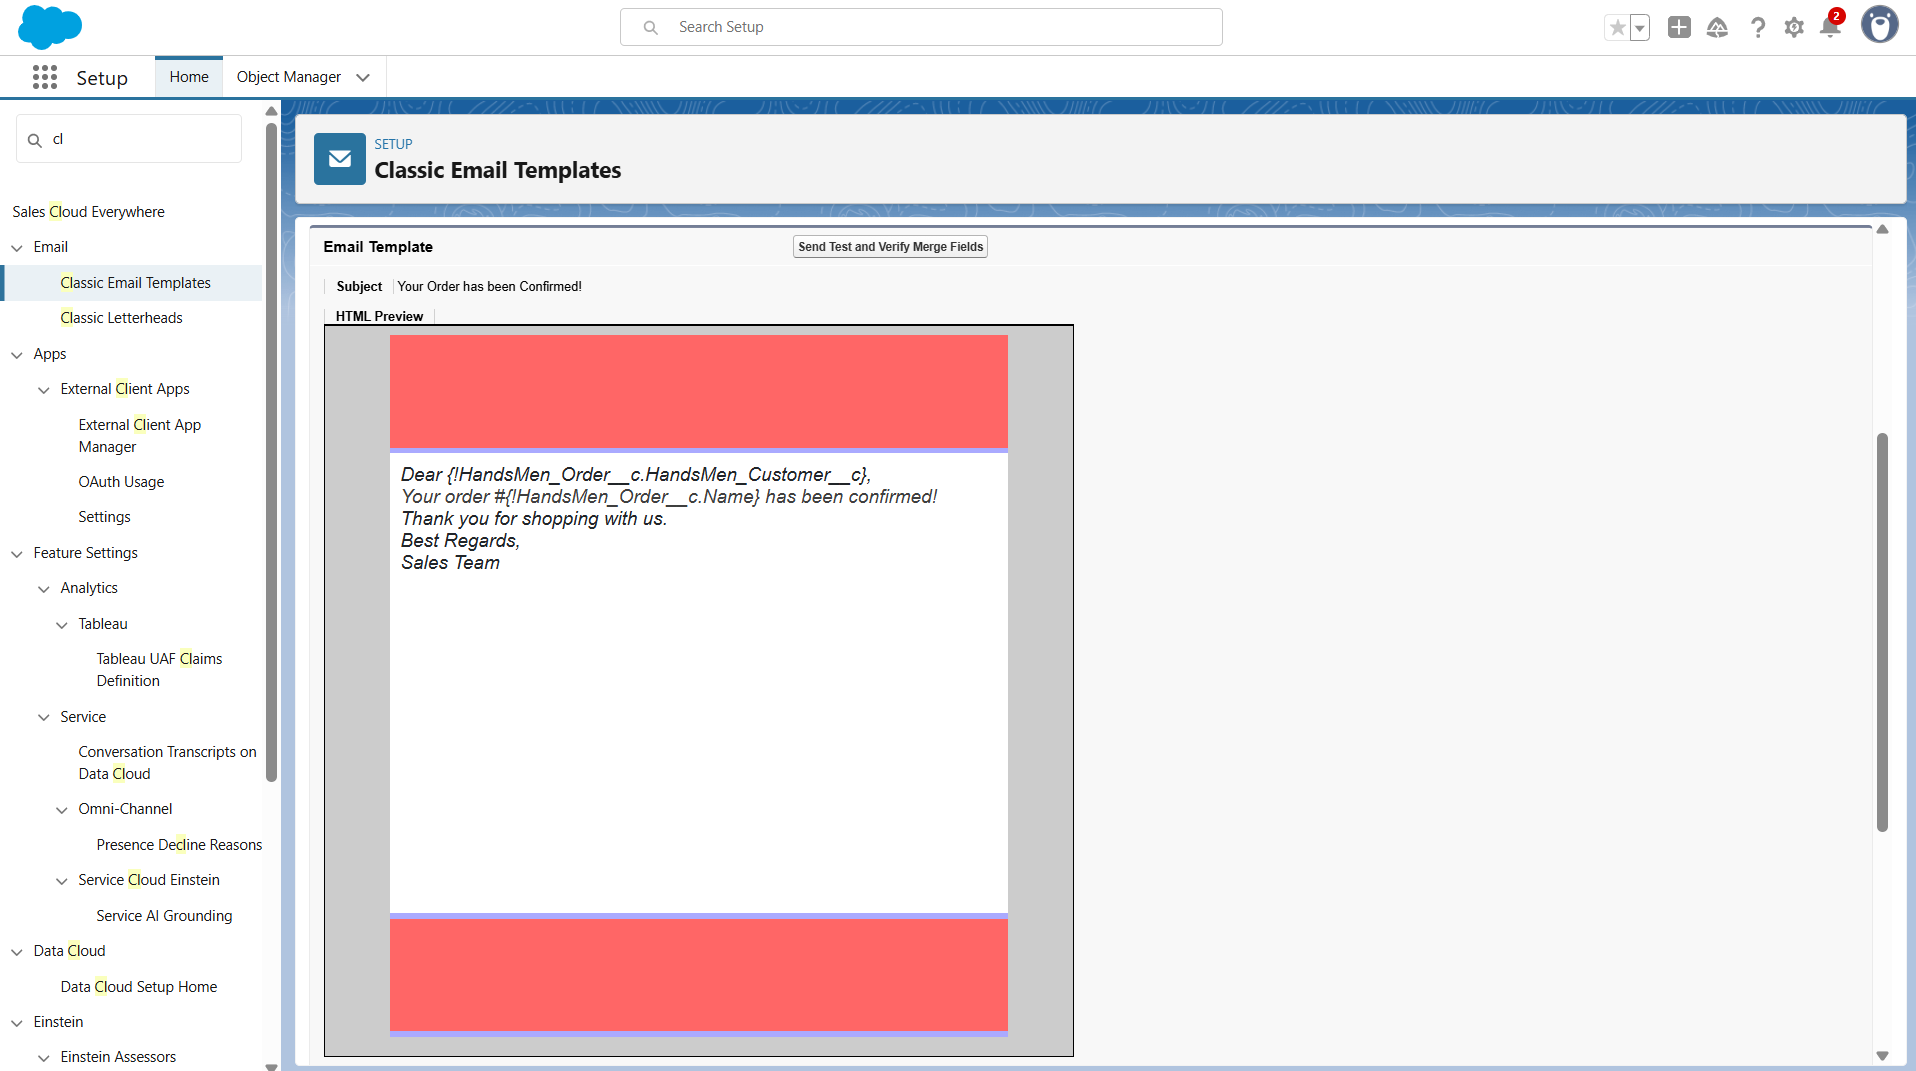 Search Setup
2
Setup
Home
Object Manager
cl
Sales Cloud Everywhere
Email
Classic Email Templates
Classic Letterheads
Apps
External Client Apps
External Client App
Manager
OAuth Usage
Settings
Feature Settings
Analytics
Tableau
Tableau UAF Claims
Definition
Service
Conversation Transcripts on
Data Cloud
Omni-Channel
Presence Decline Reasons
Service Cloud Einstein
Service AI Grounding
Data Cloud
Data Cloud Setup Home
Einstein
Einstein Assessors
SETUP
Classic Email Templates
Email Template
Send Test and Verify Merge Fields
Subject Your Order has been Confirmed!
HTML Preview
Dear {!HandsMen_Order__c.HandsMen_Customer__c},
Your order #{!HandsMen_Order__c.Name} has been confirmed!
Thank you for shopping with us.
Best Regards,
Sales Team